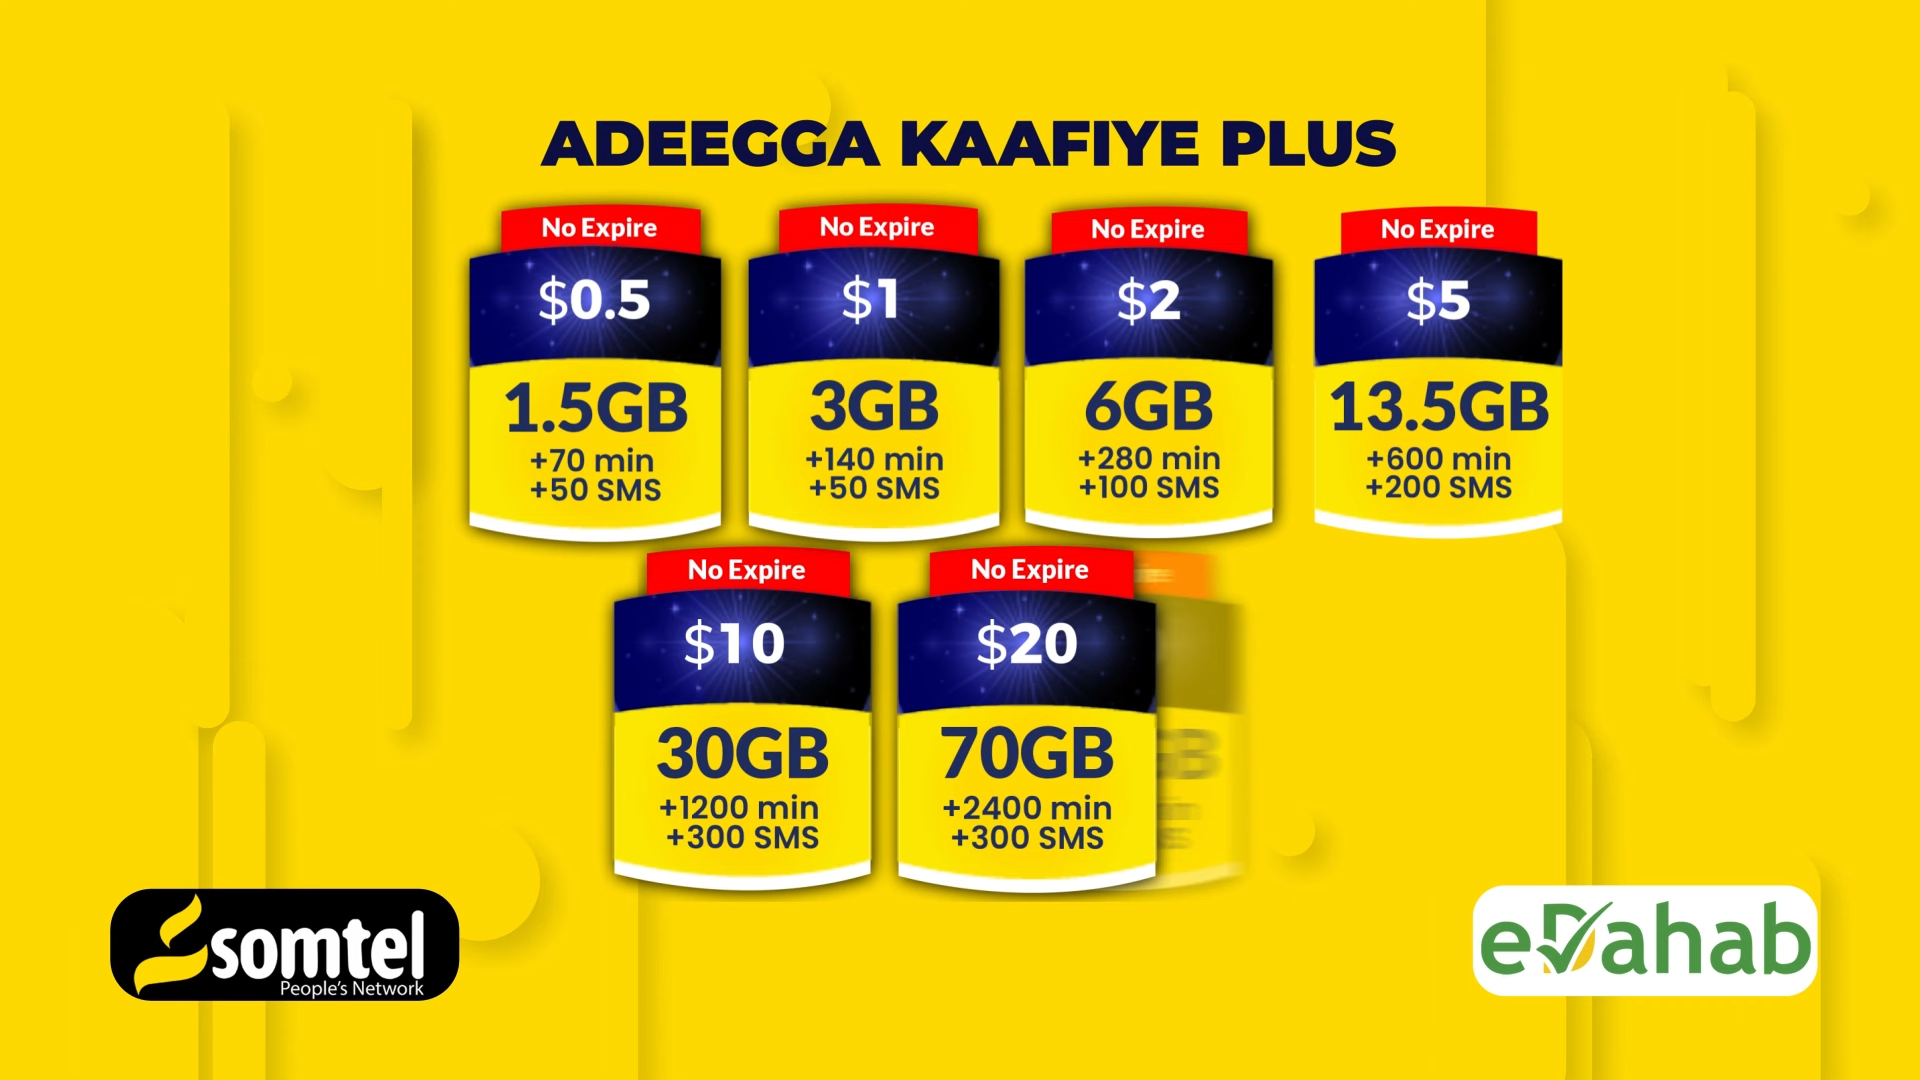 ADEEGGA KAAFIYE PLUS
No Expire
$0.5
1.5GB
+70 min
+50 SMS
No Expire
$1
3GB
+140 min
+50 SMS
No Expire
$2
6GB
+280 min
+100 SMS
No Expire
$5
13.5GB
+600 min
+200 SMS
No Expire
$10
30GB
+1200 min
+300 SMS
No Expire
$20
70GB
+2400 min
+300 SMS
somtel
People's Network
eDahab